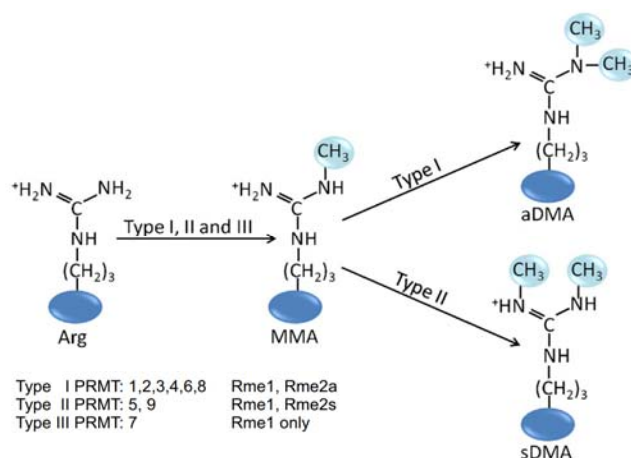 CH₃
⁺H₂N N CH₃
C
NH
(CH₂)₃
aDMA
Type I
⁺H₂N NH₂
C
NH
(CH₂)₃
Arg
Type I, II and III
CH₃
⁺H₂N NH
C
NH
(CH₂)₃
MMA
Type II
CH₃ CH₃
⁺HN NH
C
NH
(CH₂)₃
sDMA
Type I PRMT: 1,2,3,4,6,8 Rme1, Rme2a
Type II PRMT: 5, 9 Rme1, Rme2s
Type III PRMT: 7 Rme1 only